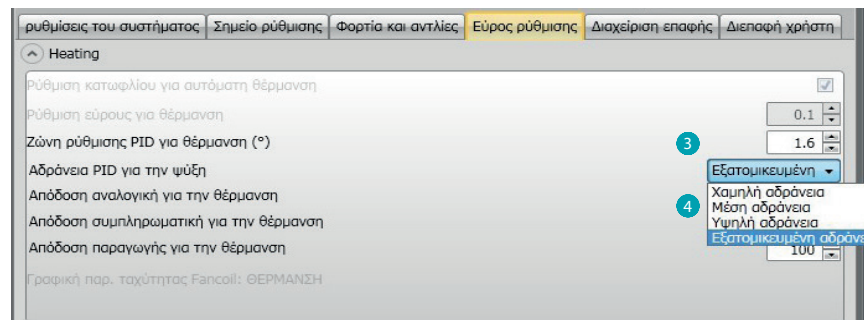 ρυθμίσεις του συστήματος Σημείο ρύθμισης Φορτία και αντλίες Εύρος ρύθμισης Διαχείριση επαφής Διεπαφή χρήστη
Heating
Ρύθμιση κατωφλίου για αυτόματη θέρμανση
Ρύθμιση εύρους για θέρμανση 0.1
Ζώνη ρύθμισης PID για θέρμανση (°) 3 1.6
Αδράνεια PID για την ψύξη Εξατομικευμένη
Απόδοση αναλογική για την θέρμανση
Χαμηλή αδράνεια
4 Μέση αδράνεια
Απόδοση συμπληρωματική για την θέρμανση
Υψηλή αδράνεια
Εξατομικευμένη αδράνε
Απόδοση παραγωγής για την θέρμανση 100
Γραφική παρ. ταχύτητας Fancoil: ΘΕΡΜΑΝΣΗ